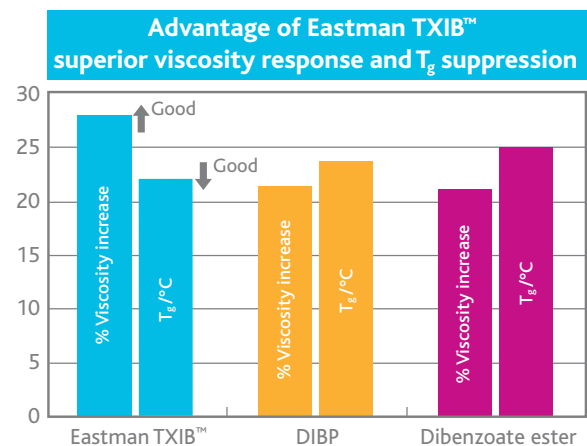 Advantage of Eastman TXIB™
superior viscosity response and Tg suppression
30
25
20
15
10
5
0
Good
Good
% Viscosity increase
Tg/°C
% Viscosity increase
Tg/°C
% Viscosity increase
Tg/°C
Eastman TXIB™
DIBP
Dibenzoate ester